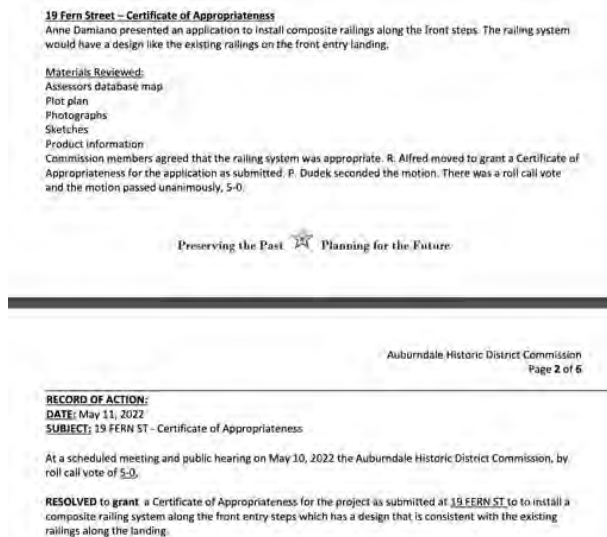 19 Fern Street – Certificate of Appropriateness
Anne Damiano presented an application to install composite railings along the front steps. The railing system
would have a design like the existing railings on the front entry landing.
Materials Reviewed:
Assessors database map
Plot plan
Photographs
Sketches
Product information
Commission members agreed that the railing system was appropriate. R. Alfred moved to grant a Certificate of
Appropriateness for the application as submitted. P. Dudek seconded the motion. There was a roll call vote
and the motion passed unanimously, 5-0.
Preserving the Past Planning for the Future
Auburndale Historic District Commission
Page 2 of 6
RECORD OF ACTION:
DATE: May 11, 2022
SUBJECT: 19 FERN ST - Certificate of Appropriateness
At a scheduled meeting and public hearing on May 10, 2022 the Auburndale Historic District Commission, by
roll call vote of 5-0,
RESOLVED to grant a Certificate of Appropriateness for the project as submitted at 19 FERN ST to to install a
composite railing system along the front entry steps which has a design that is consistent with the existing
railings along the landing.